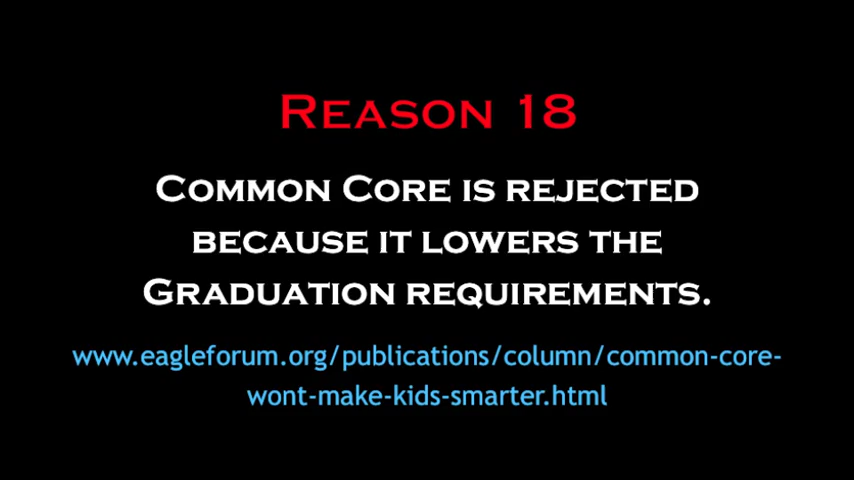 Reason 18
Common Core is rejected
because it lowers the
Graduation requirements.
www.eagleforum.org/publications/column/common-core-
wont-make-kids-smarter.html